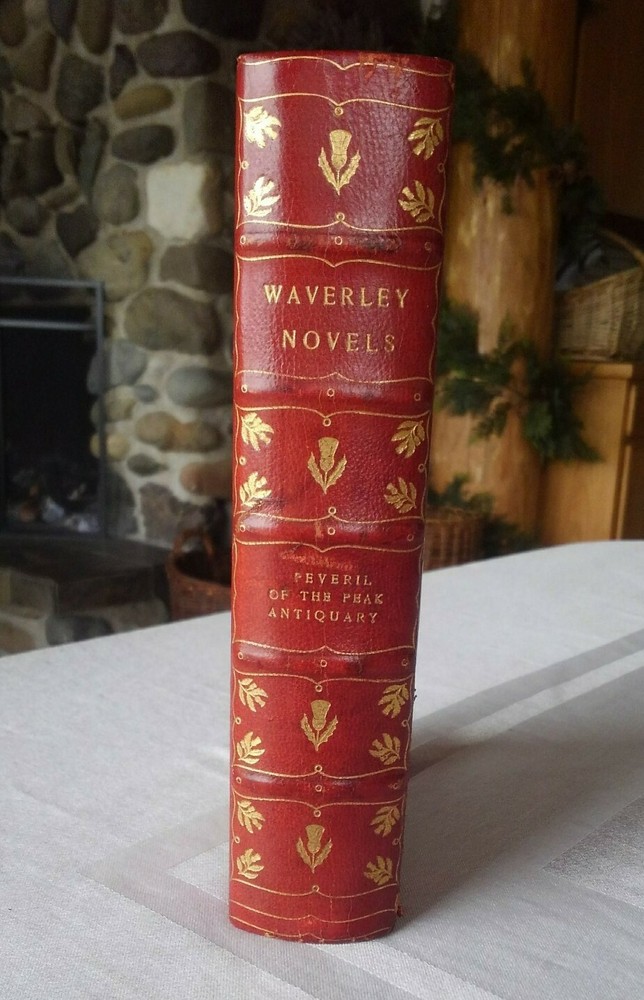 WAVERLEY
NOVELS
PEVERIL
OF THE PEAK
ANTIQUARY